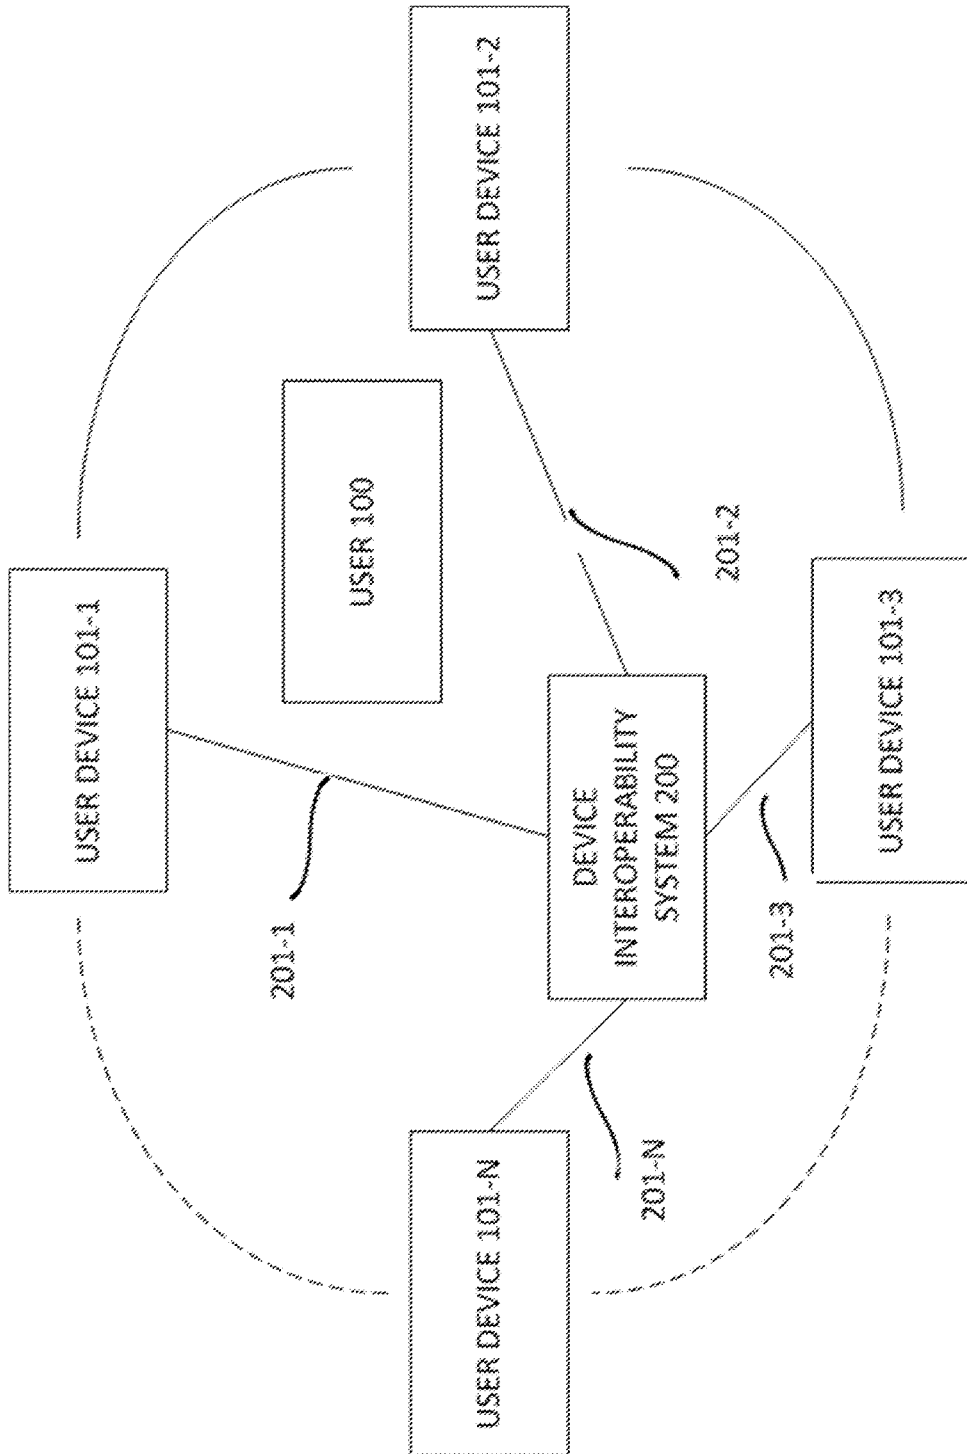 USER DEVICE 101-1
USER DEVICE 101-N
USER 100
USER DEVICE 101-2
201-1
DEVICE
INTEROPERABILITY
SYSTEM 200
201-N
201-2
201-3
USER DEVICE 101-3